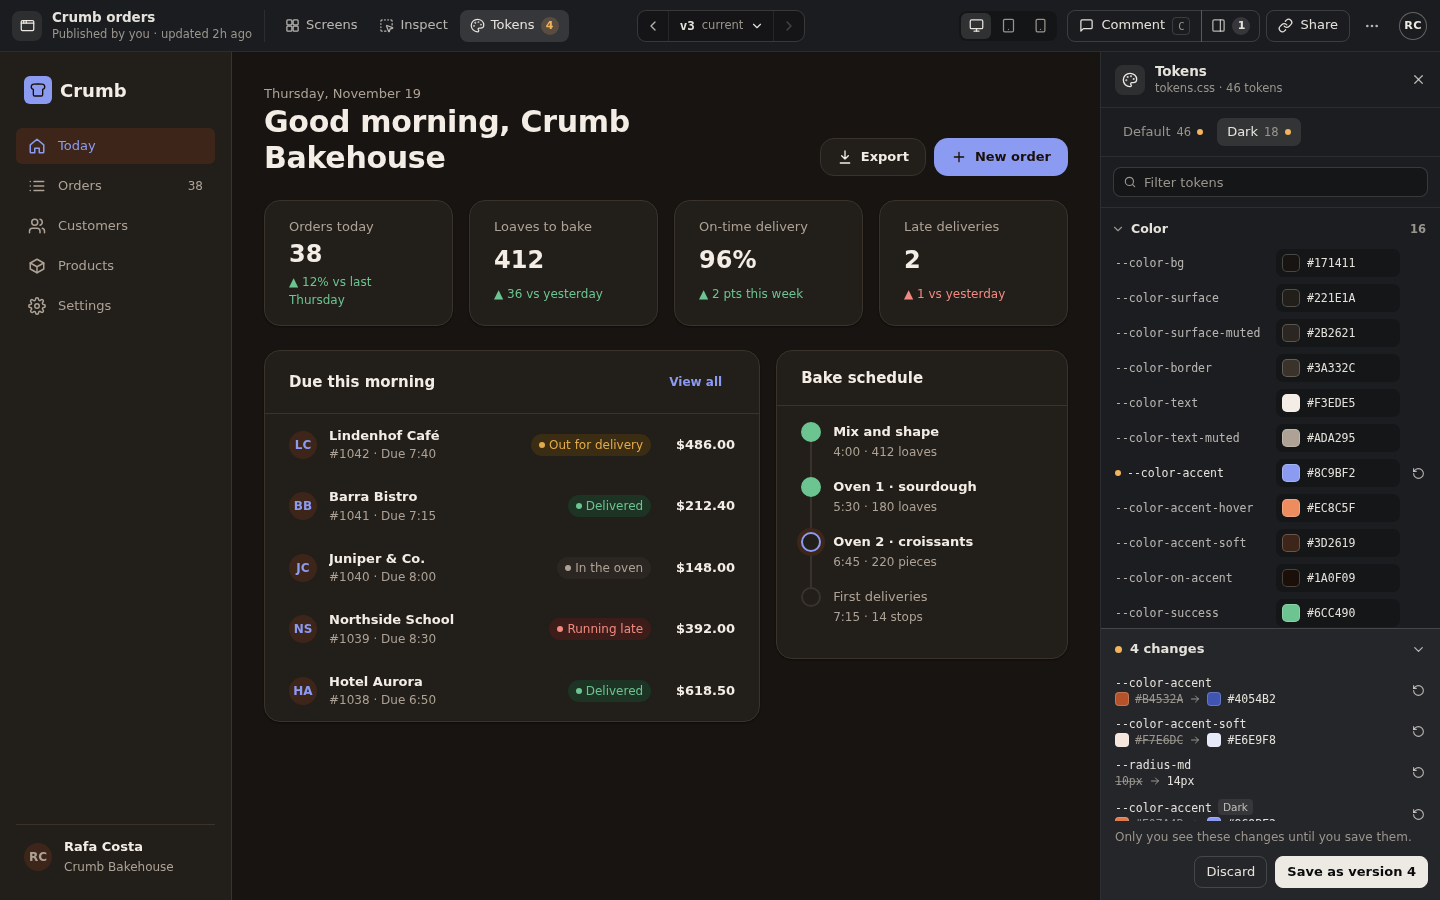 Crumb orders
Published by you · updated 2h ago
Screens
Inspect
Tokens 4
v3 current
Comment C
1
Share
RC
Crumb
Today
Orders 38
Customers
Products
Settings
Rafa Costa
Crumb Bakehouse
RC
Thursday, November 19
Good morning, Crumb
Bakehouse
Export
New order
Orders today
38
▲ 12% vs last
Thursday
Loaves to bake
412
▲ 36 vs yesterday
On-time delivery
96%
▲ 2 pts this week
Late deliveries
2
▲ 1 vs yesterday
Due this morning
View all
LC
Lindenhof Café
#1042 · Due 7:40
Out for delivery
$486.00
BB
Barra Bistro
#1041 · Due 7:15
Delivered
$212.40
JC
Juniper & Co.
#1040 · Due 8:00
In the oven
$148.00
NS
Northside School
#1039 · Due 8:30
Running late
$392.00
HA
Hotel Aurora
#1038 · Due 6:50
Delivered
$618.50
Bake schedule
Mix and shape
4:00 · 412 loaves
Oven 1 · sourdough
5:30 · 180 loaves
Oven 2 · croissants
6:45 · 220 pieces
First deliveries
7:15 · 14 stops
Tokens
tokens.css · 46 tokens
Default 46
Dark 18
Filter tokens
Color 16
--color-bg #171411
--color-surface #221E1A
--color-surface-muted #2B2621
--color-border #3A332C
--color-text #F3EDE5
--color-text-muted #ADA295
--color-accent #8C9BF2
--color-accent-hover #EC8C5F
--color-accent-soft #3D2619
--color-on-accent #1A0F09
--color-success #6CC490
4 changes
--color-accent
#B4532A → #4054B2
--color-accent-soft
#F7E6DC → #E6E9F8
--radius-md
10px → 14px
--color-accent Dark
Only you see these changes until you save them.
Discard
Save as version 4